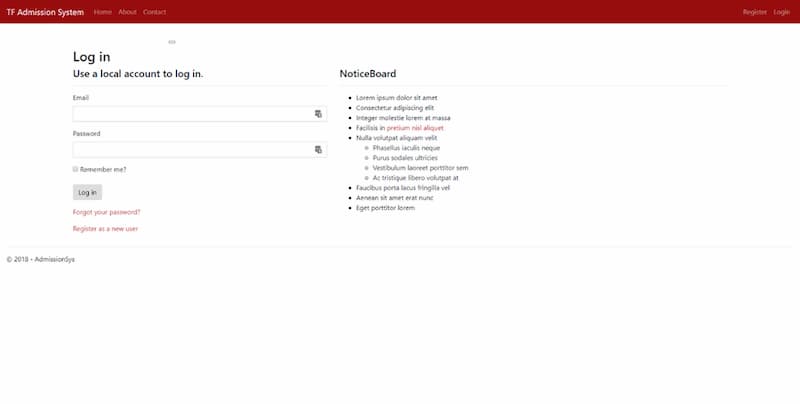 TF Admission System Home About Contact Register Login
Log in
Use a local account to log in.
Email
Password
Remember me?
Log in
Forgot your password?
Register as a new user
NoticeBoard
Lorem ipsum dolor sit amet
Consectetur adipiscing elit
Integer molestie lorem at massa
Facilisis in pretium nisl aliquet
Nulla volutpat aliquam velit
Phasellus iaculis neque
Purus sodales ultricies
Vestibulum laoreet porttitor sem
Ac tristique libero volutpat at
Faucibus porta lacus fringilla vel
Aenean sit amet erat nunc
Eget porttitor lorem
© 2018 - AdmissionSys